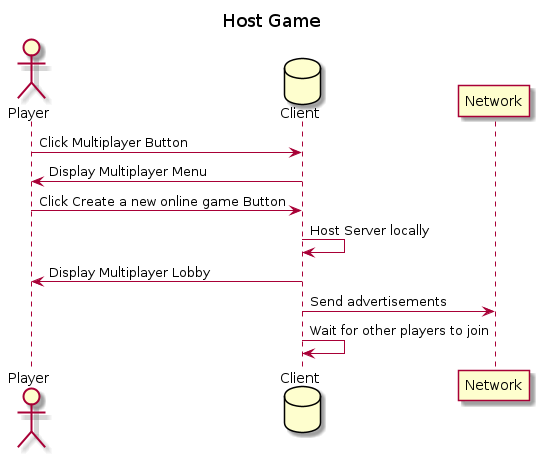 Host Game
Player
Client
Network
Click Multiplayer Button
Display Multiplayer Menu
Click Create a new online game Button
Host Server locally
Display Multiplayer Lobby
Send advertisements
Wait for other players to join
Player
Client
Network